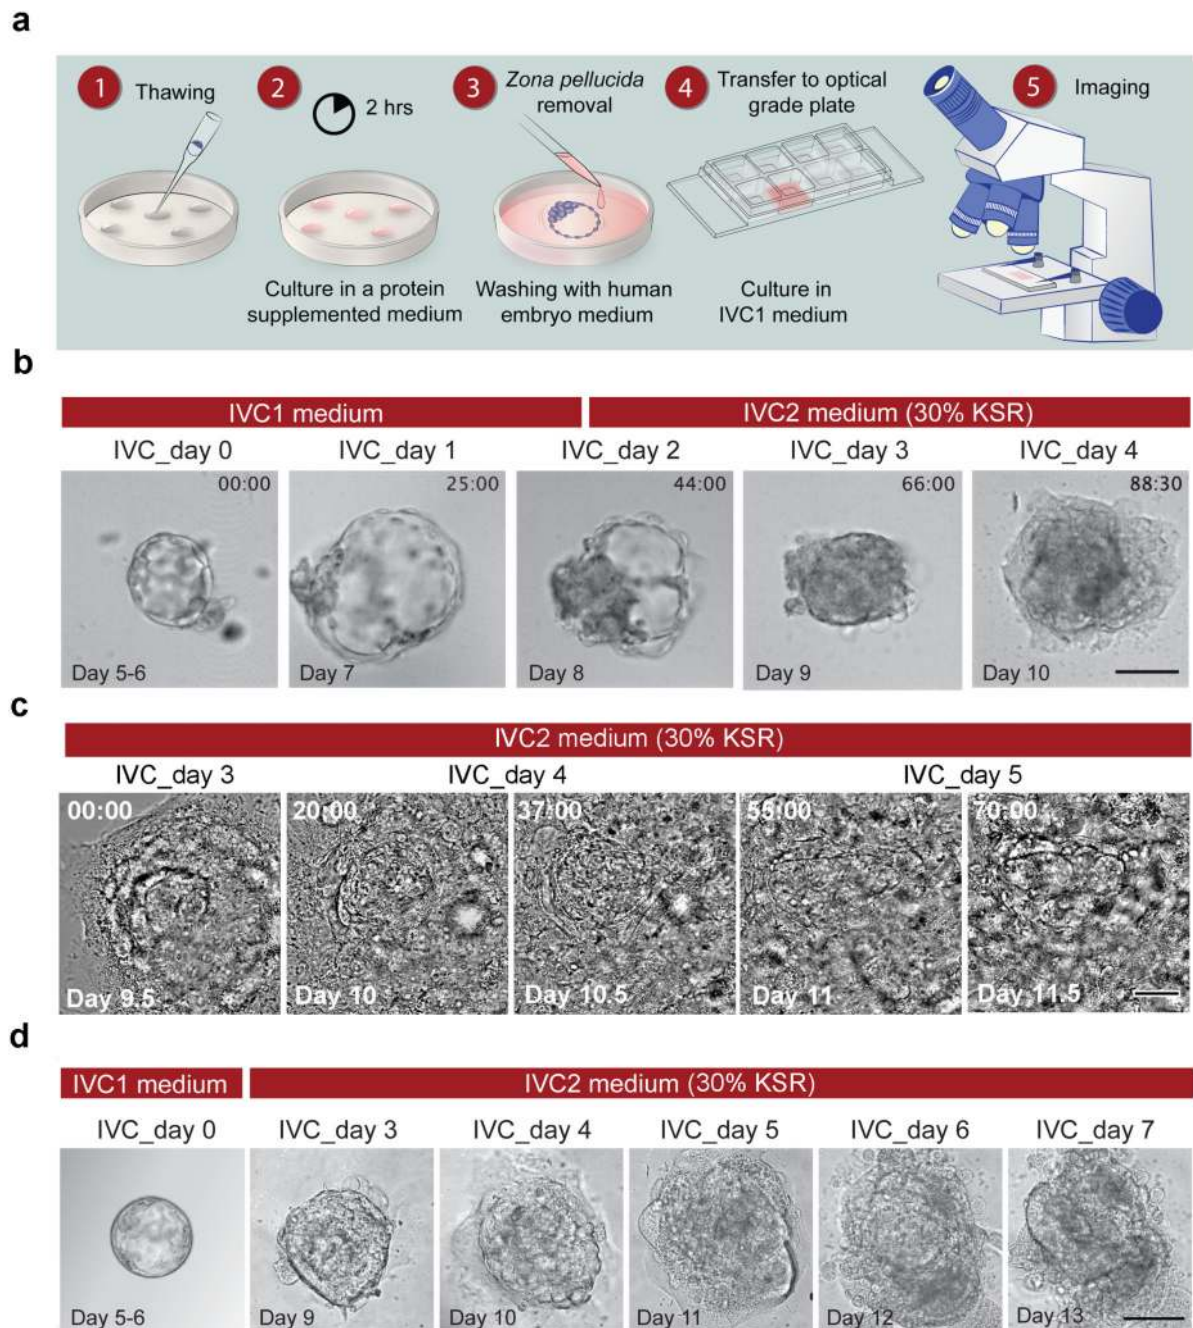 a
1 Thawing
2 2 hrs
3 Zona pellucida
removal
4 Transfer to optical
grade plate
5 Imaging
Culture in a protein
supplemented medium
Washing with human
embryo medium
Culture in
IVC1 medium
b
IVC1 medium IVC2 medium (30% KSR)
IVC_day 0 IVC_day 1 IVC_day 2 IVC_day 3 IVC_day 4
00:00 25:00 44:00 66:00 88:30
Day 5-6 Day 7 Day 8 Day 9 Day 10
c
IVC2 medium (30% KSR)
IVC_day 3 IVC_day 4 IVC_day 5
00:00 20:00 37:00 55:00 70:00
Day 9.5 Day 10 Day 10.5 Day 11 Day 11.5
d
IVC1 medium IVC2 medium (30% KSR)
IVC_day 0 IVC_day 3 IVC_day 4 IVC_day 5 IVC_day 6 IVC_day 7
Day 5-6 Day 9 Day 10 Day 11 Day 12 Day 13